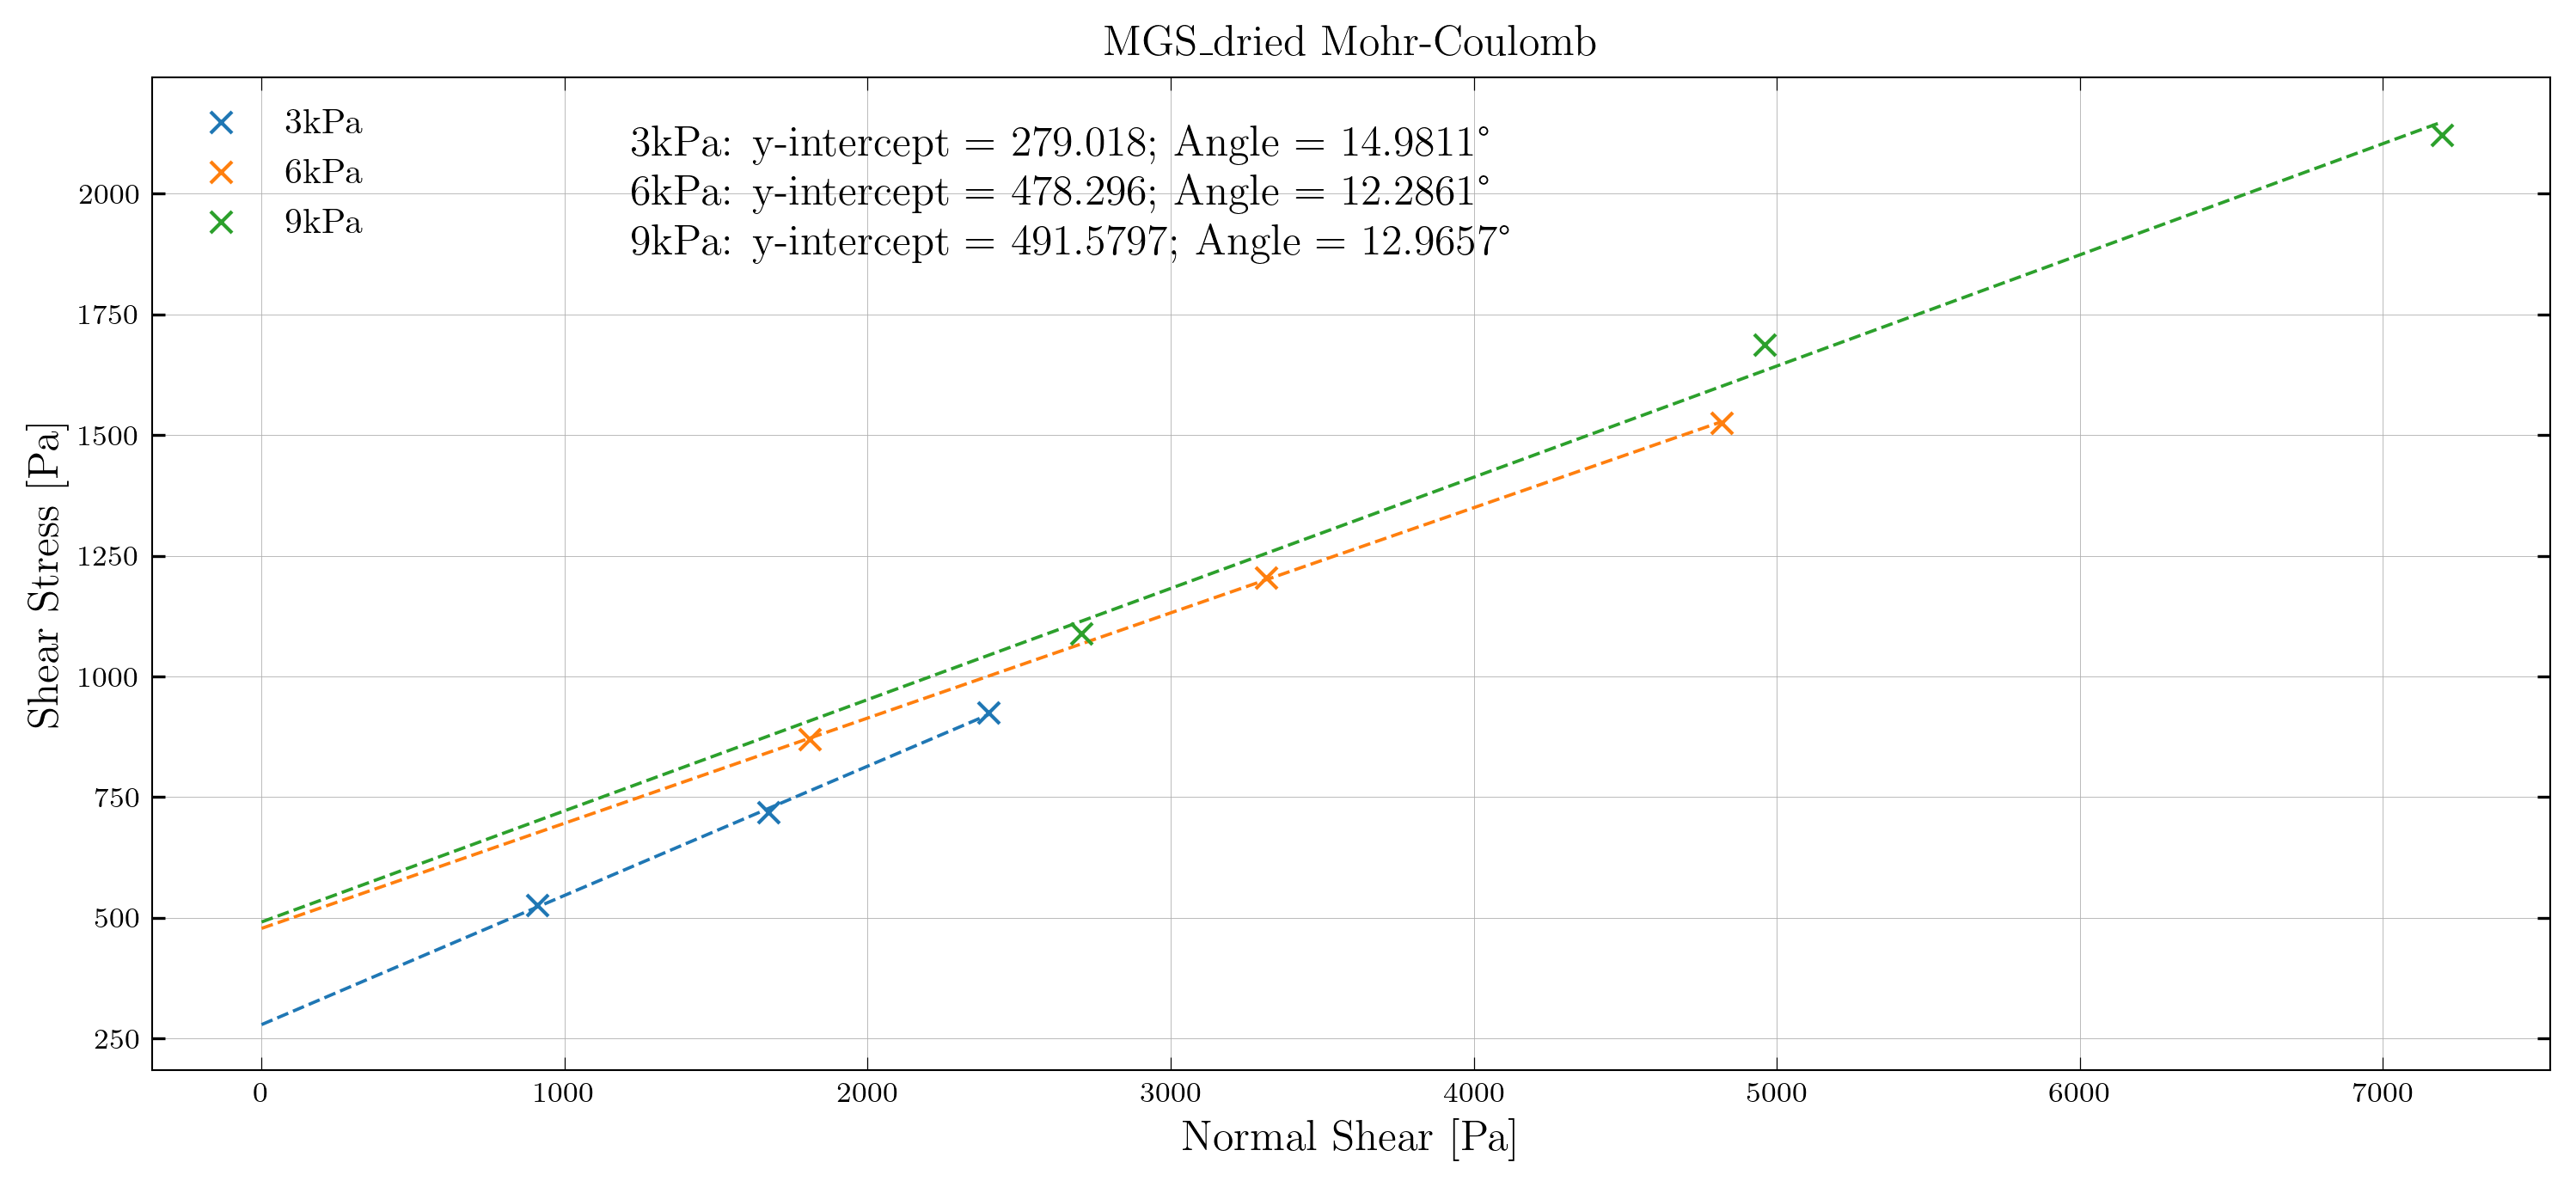 MGS_dried Mohr-Coulomb
3kPa
6kPa
9kPa
3kPa: y-intercept = 279.018; Angle = 14.9811°
6kPa: y-intercept = 478.296; Angle = 12.2861°
9kPa: y-intercept = 491.5797; Angle = 12.9657°
Shear Stress [Pa]
2000
1750
1500
1250
1000
750
500
250
0 1000 2000 3000 4000 5000 6000 7000
Normal Shear [Pa]